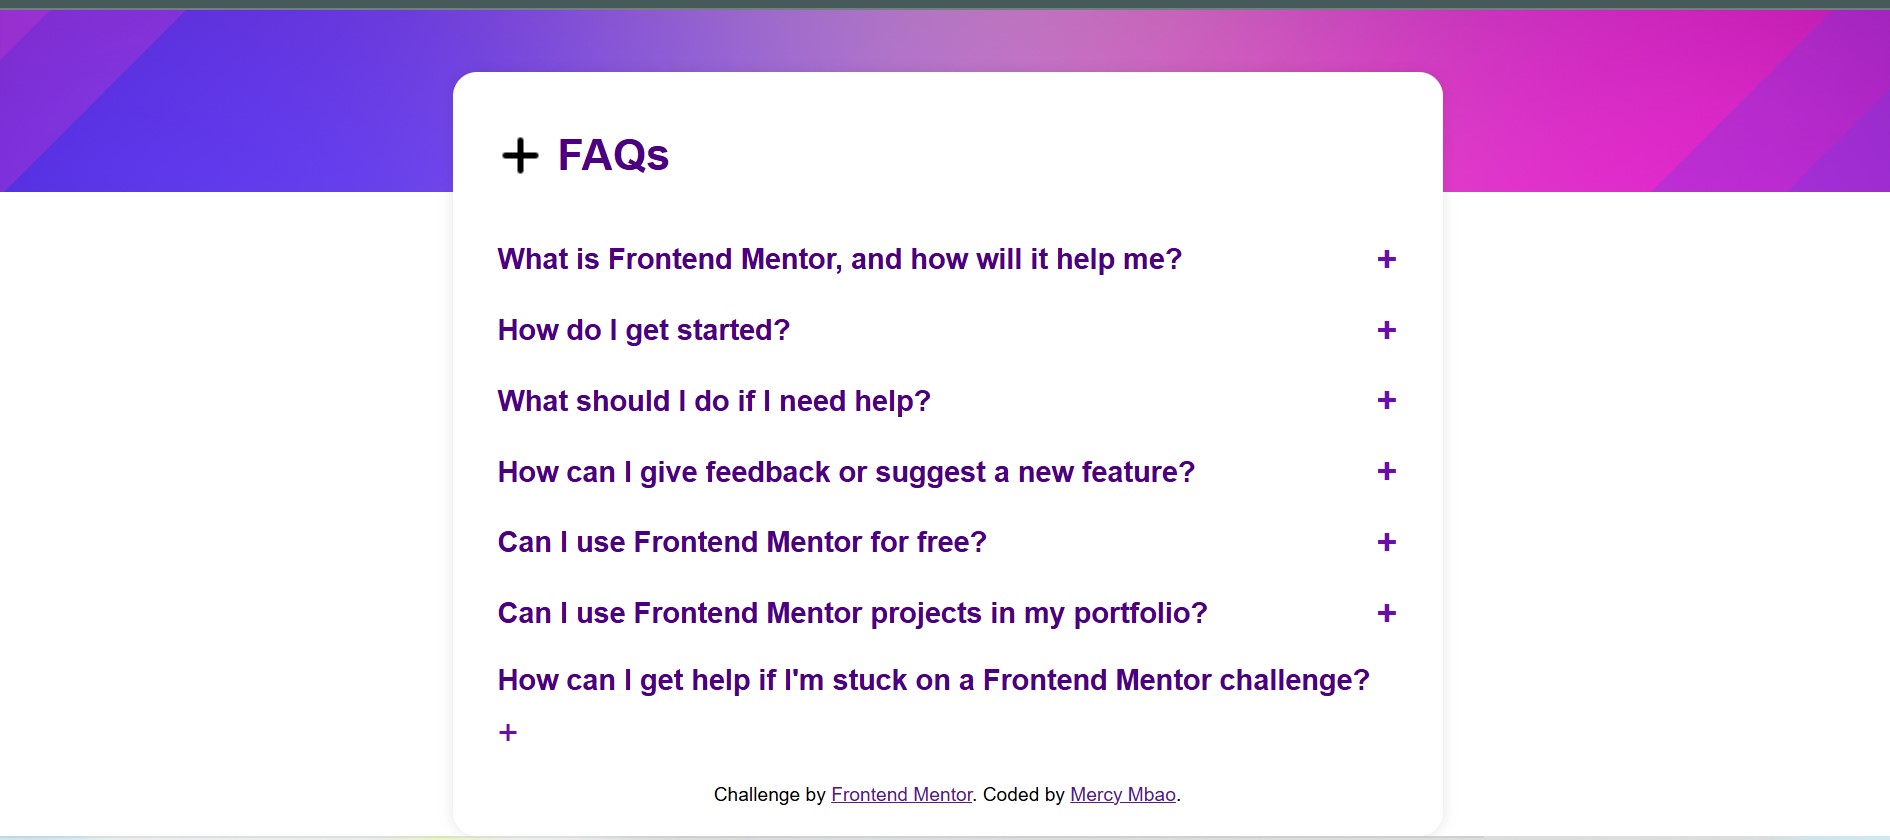 FAQs
What is Frontend Mentor, and how will it help me? +
How do I get started? +
What should I do if I need help? +
How can I give feedback or suggest a new feature? +
Can I use Frontend Mentor for free? +
Can I use Frontend Mentor projects in my portfolio? +
How can I get help if I'm stuck on a Frontend Mentor challenge?
+
Challenge by Frontend Mentor. Coded by Mercy Mbao.